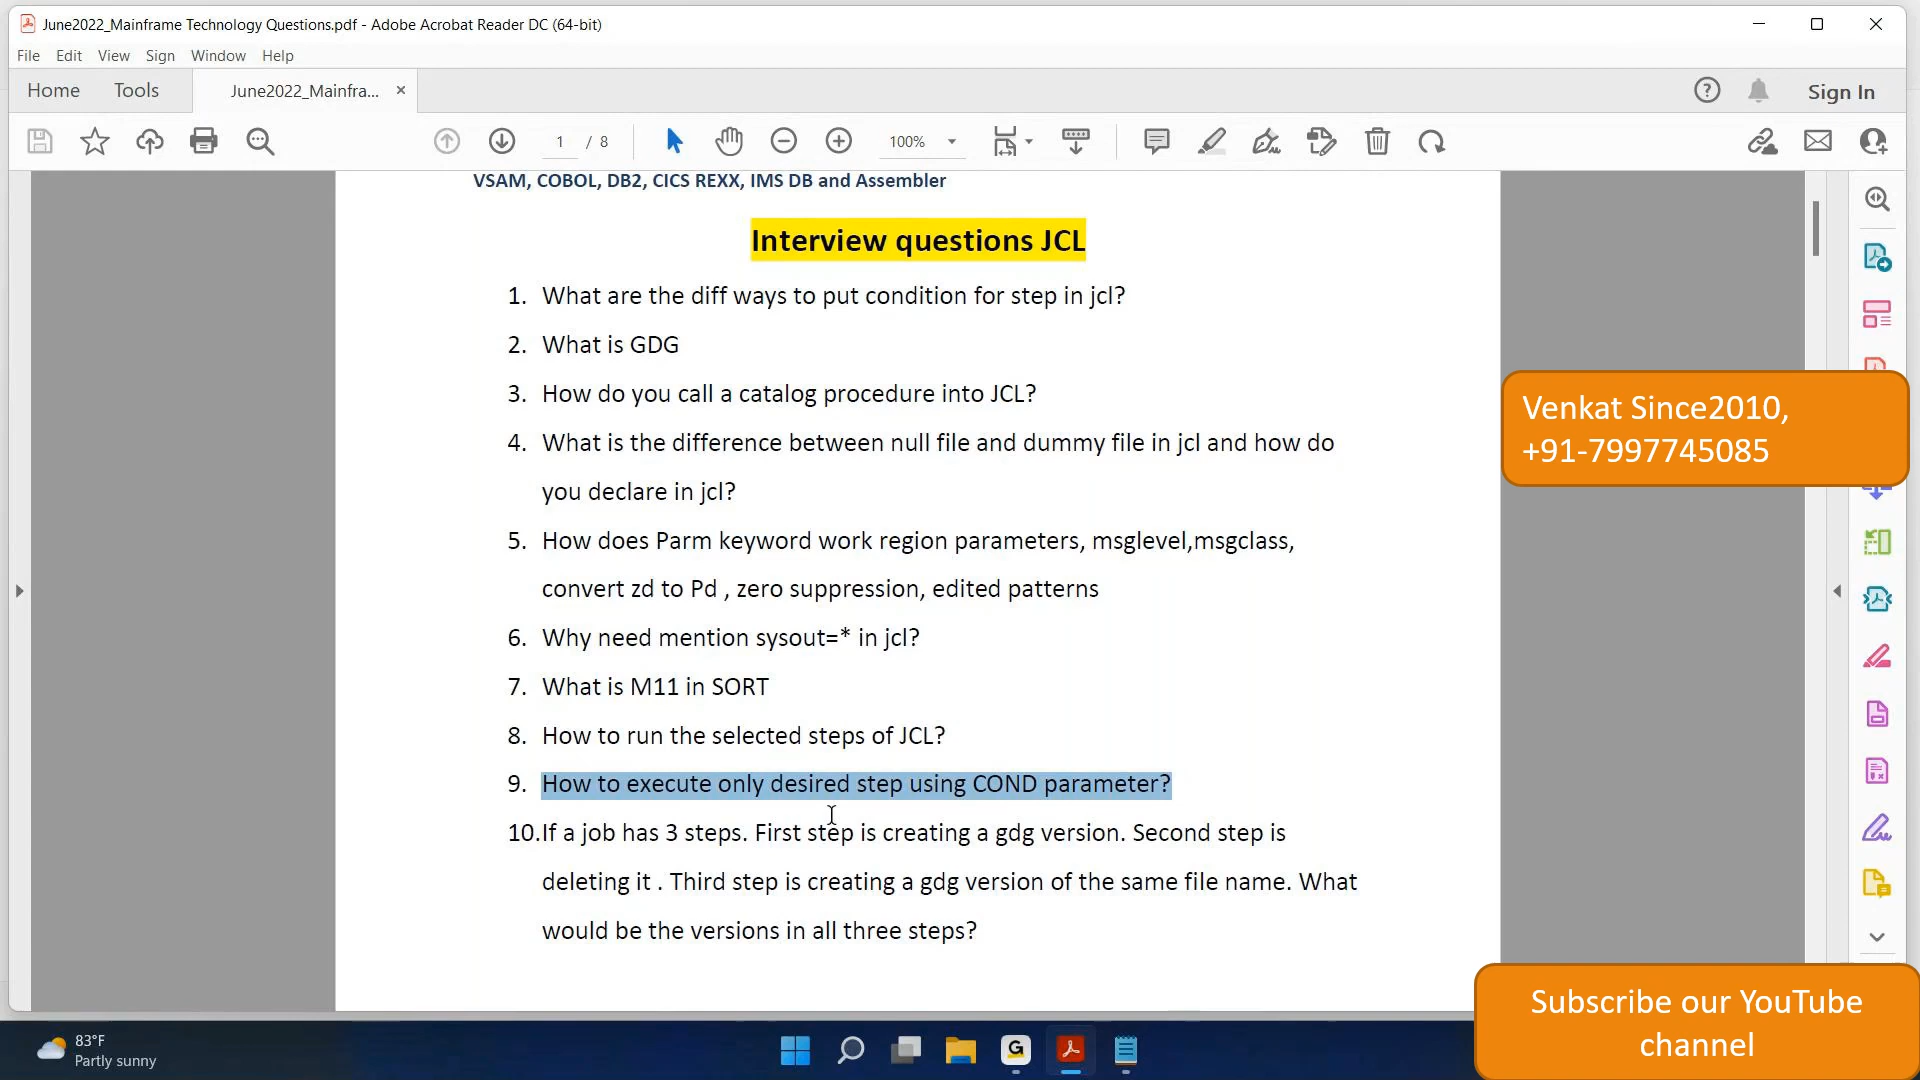 June2022_Mainframe Technology Questions.pdf - Adobe Acrobat Reader DC (64-bit)
File Edit View Sign Window Help
Home Tools June2022_Mainfra... × Sign In
1 / 8 100%
VSAM, COBOL, DB2, CICS REXX, IMS DB and Assembler
Interview questions JCL
1. What are the diff ways to put condition for step in jcl?
2. What is GDG
3. How do you call a catalog procedure into JCL?
4. What is the difference between null file and dummy file in jcl and how do
you declare in jcl?
5. How does Parm keyword work region parameters, msglevel,msgclass,
convert zd to Pd , zero suppression, edited patterns
6. Why need mention sysout=* in jcl?
7. What is M11 in SORT
8. How to run the selected steps of JCL?
9. How to execute only desired step using COND parameter?
10.If a job has 3 steps. First step is creating a gdg version. Second step is
deleting it . Third step is creating a gdg version of the same file name. What
would be the versions in all three steps?
Venkat Since2010,
+91-7997745085
Subscribe our YouTube
channel
83°F
Partly sunny